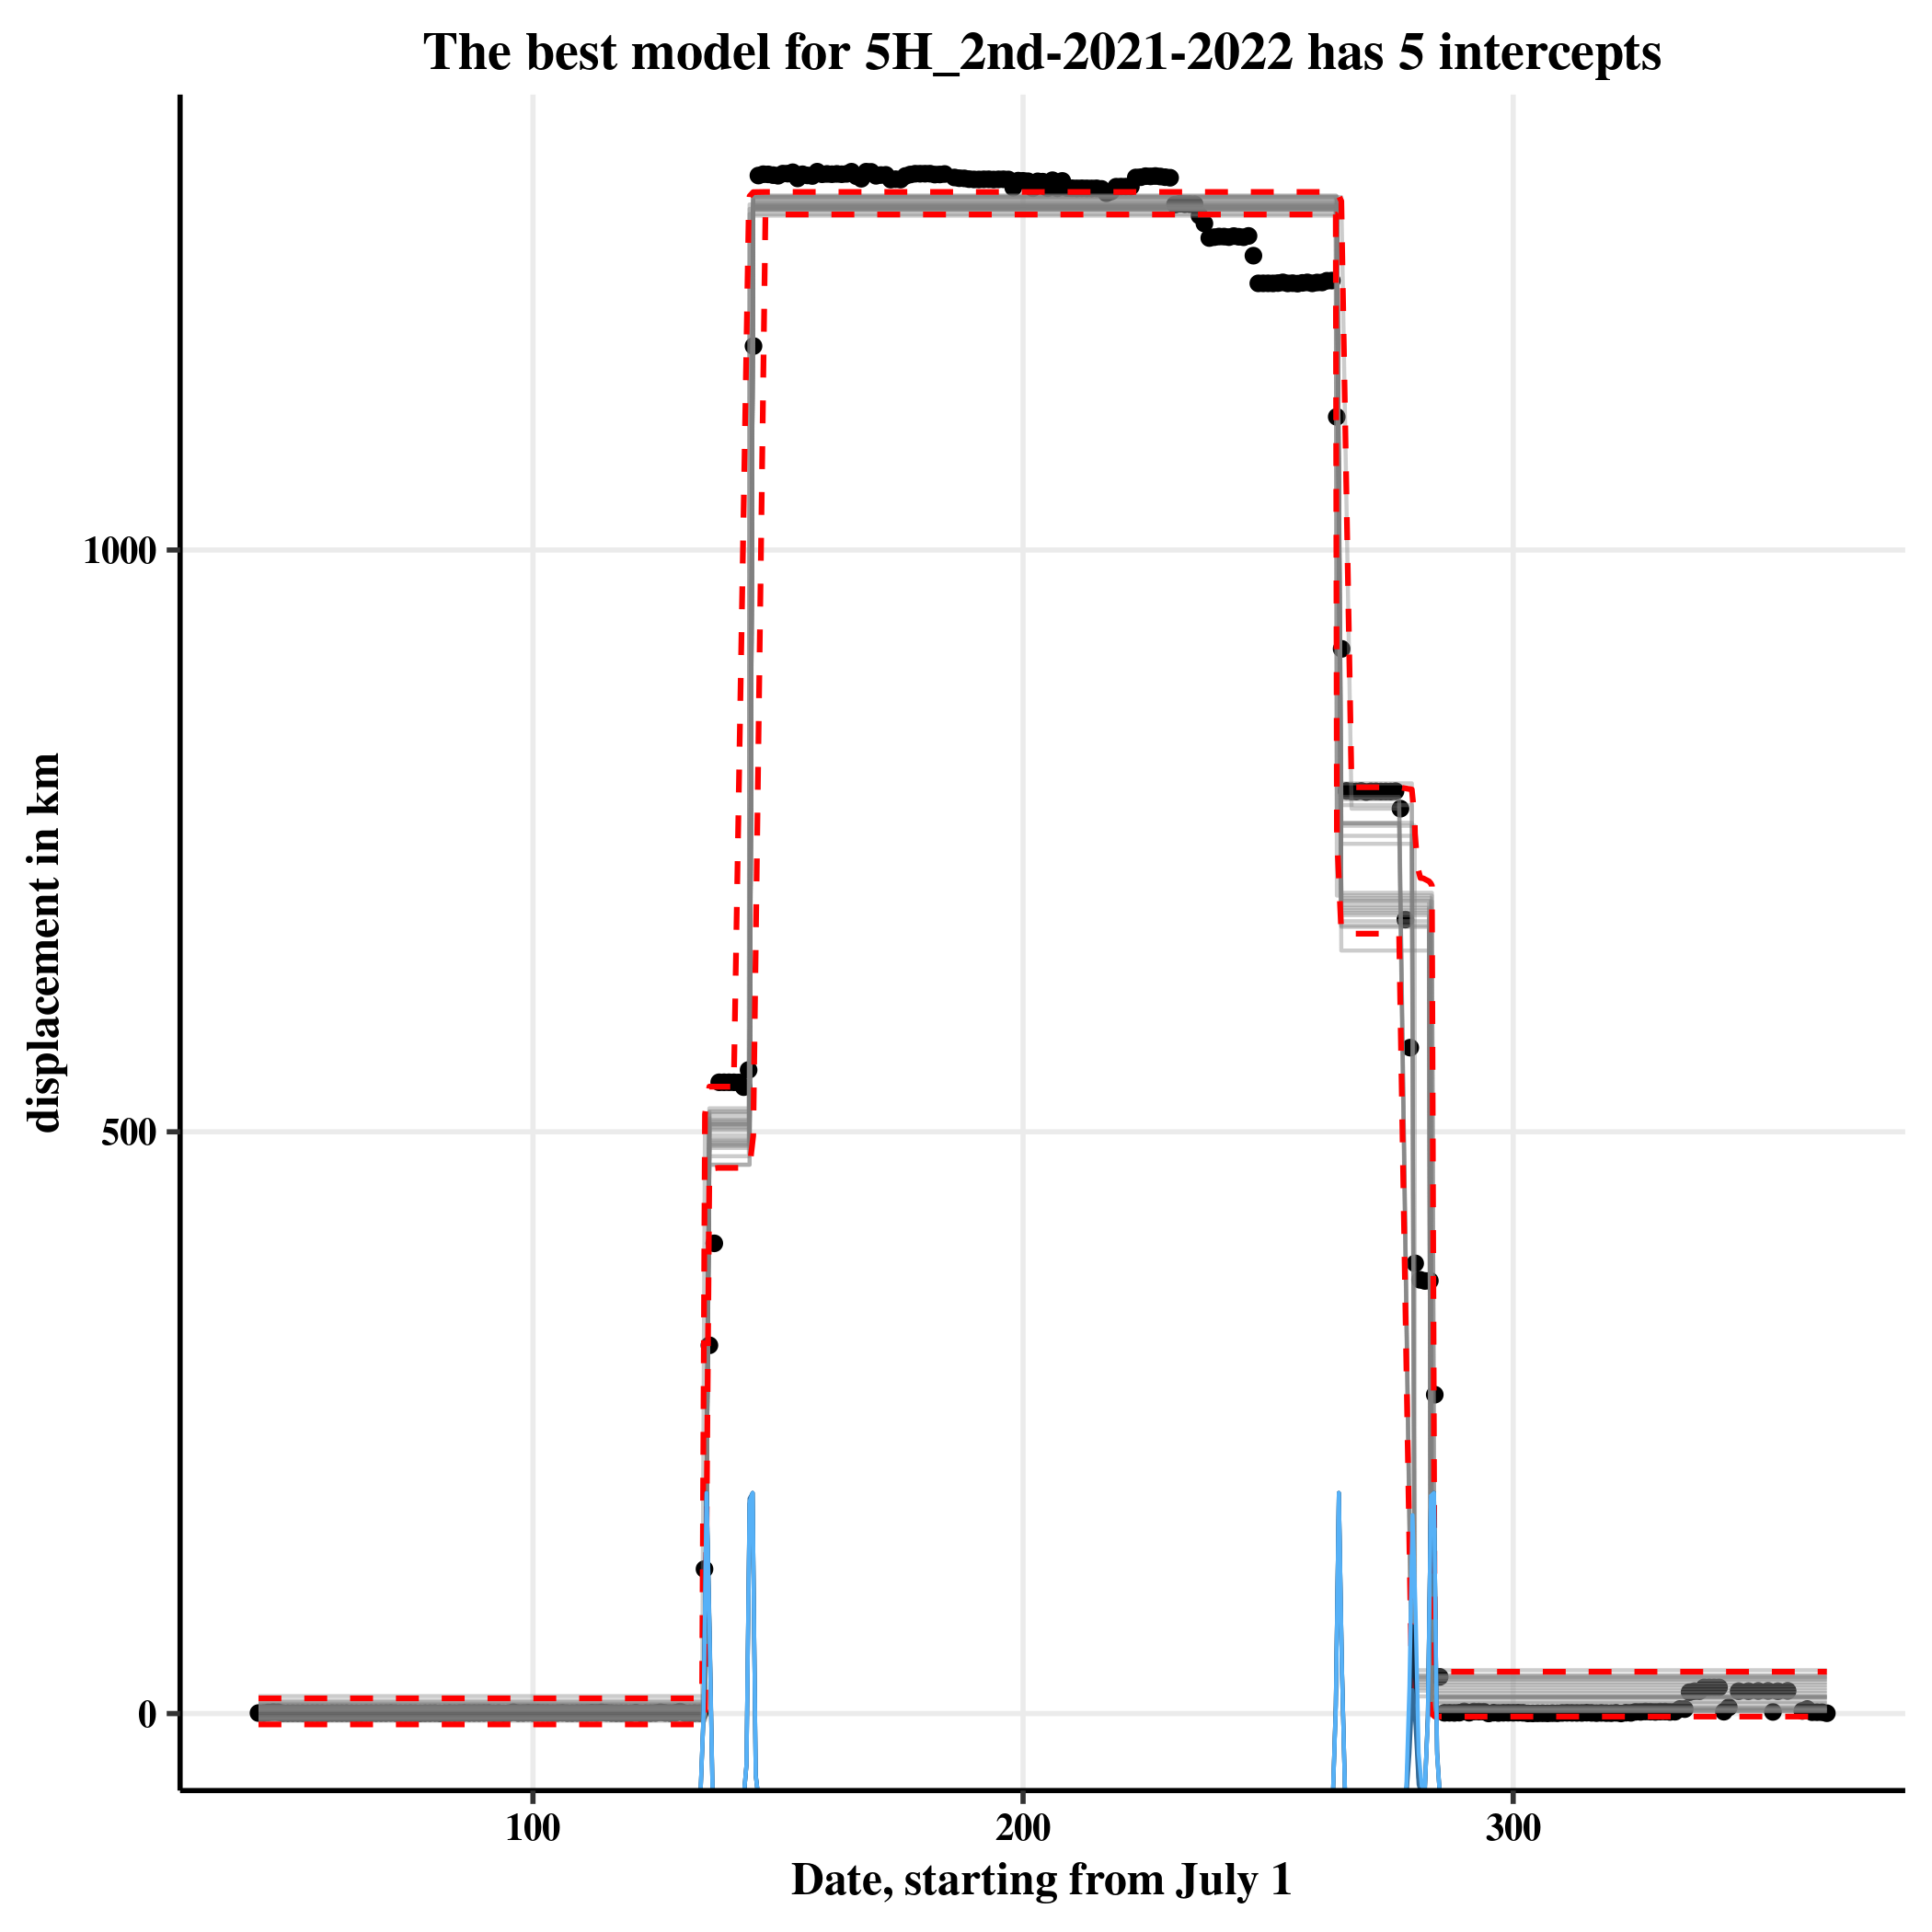 The best model for 5H_2nd-2021-2022 has 5 intercepts
displacement in km
1000
500
0
100
200
300
Date, starting from July 1